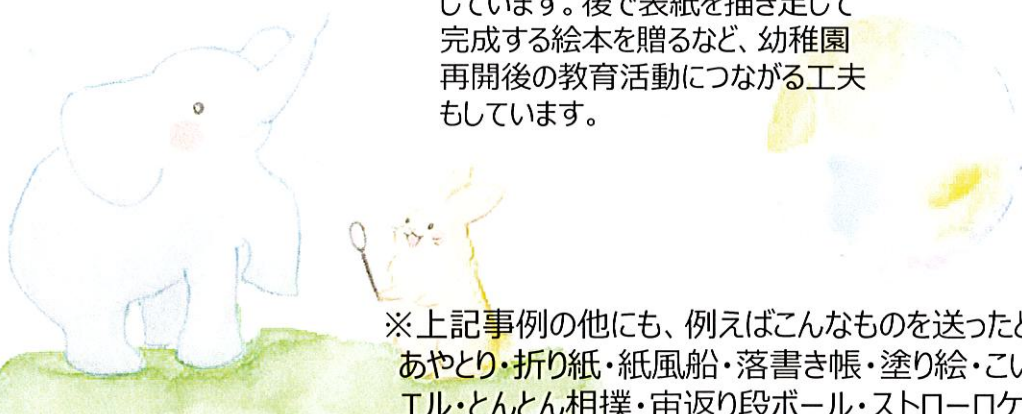 しています。後で表紙を描き足して
完成する絵本を贈るなど、幼稚園
再開後の教育活動につながる工夫
もしています。
※上記事例の他にも、例えばこんなものを送った
あやとり・折り紙・紙風船・落書き帳・塗り絵・こい
エル・とんとん相撲・宙返り段ボール・ストローロケ